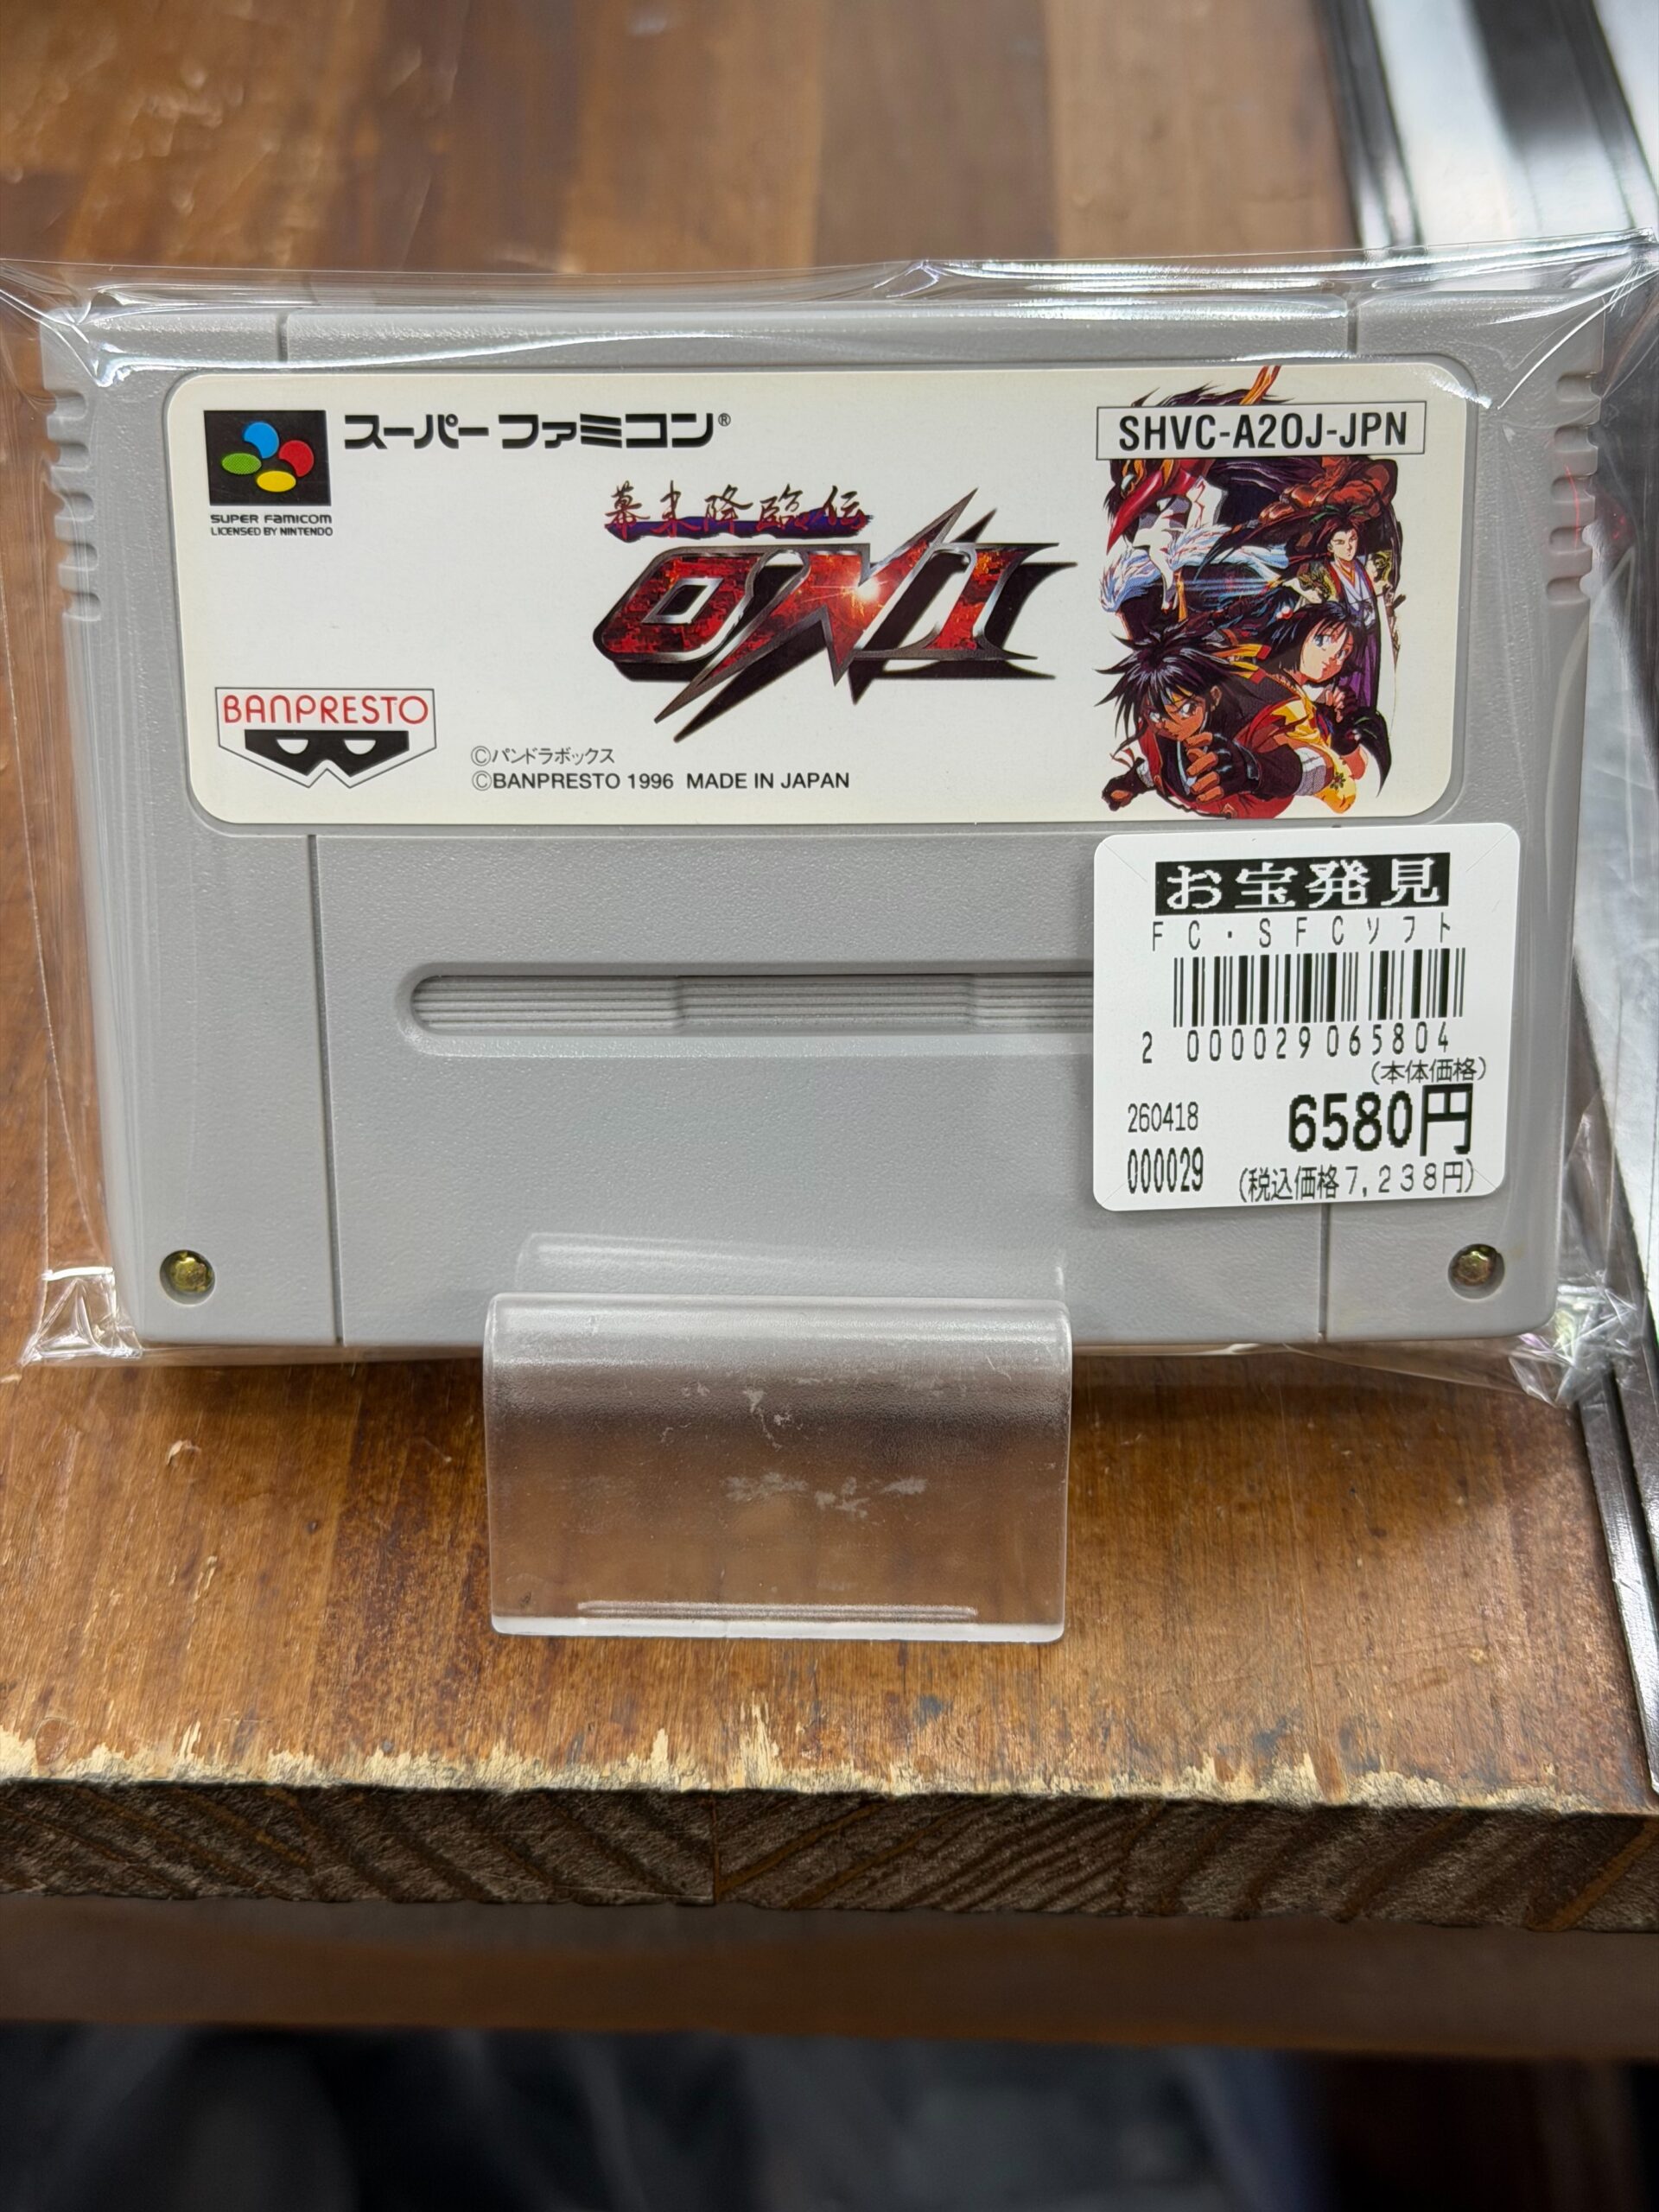 スーパーファミコン®
SHVC-A2OJ-JPN
SUPER FAMICOM
LICENSED BY NINTENDO
幕末降臨伝
ONI
BANPRESTO
©パンドラボックス
©BANPRESTO 1996 MADE IN JAPAN
お宝発見
FC・SFCソフト
2 000029 065804
(本体価格)
260418 6580円
000029 (税込価格7,238円)